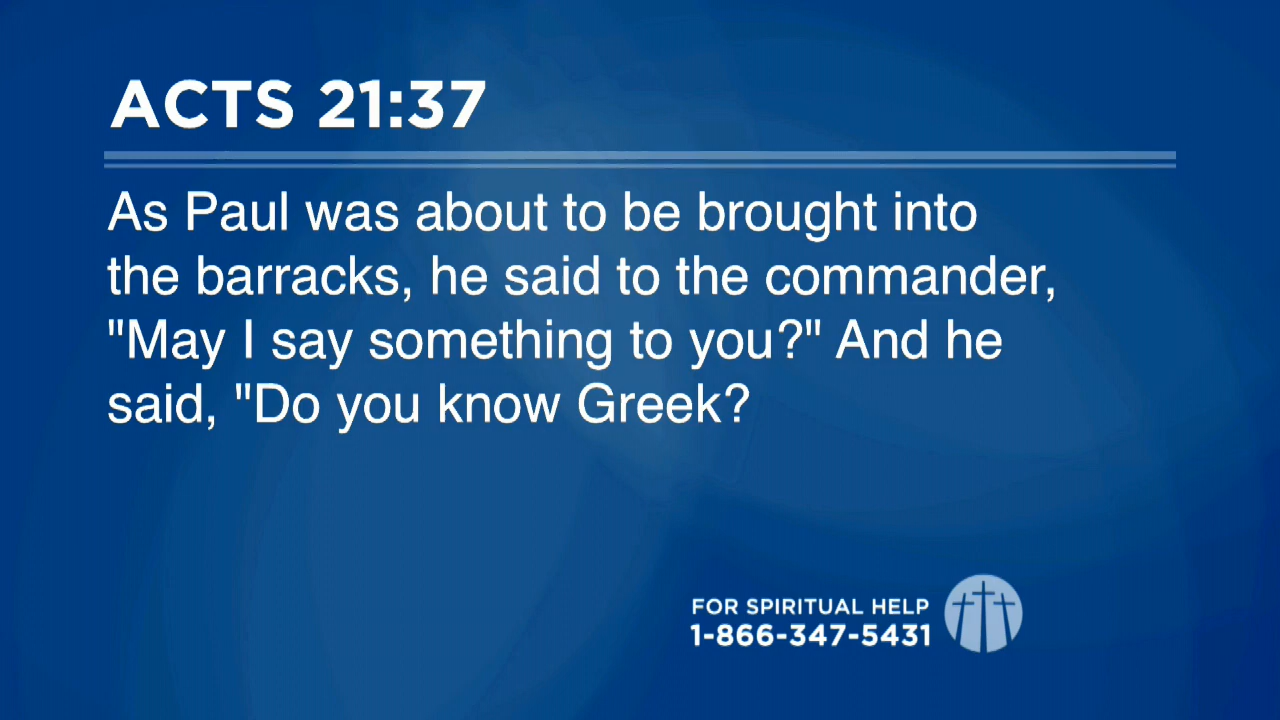 ACTS 21:37
As Paul was about to be brought into
the barracks, he said to the commander,
"May I say something to you?" And he
said, "Do you know Greek?
FOR SPIRITUAL HELP
1-866-347-5431